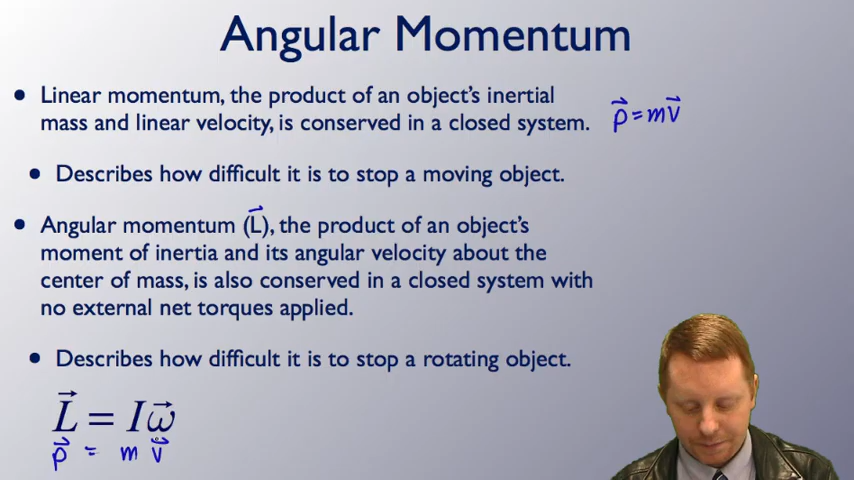 Angular Momentum
• Linear momentum, the product of an object's inertial
mass and linear velocity, is conserved in a closed system. p⃗ = mv⃗
• Describes how difficult it is to stop a moving object.
• Angular momentum (L⃗), the product of an object's
moment of inertia and its angular velocity about the
center of mass, is also conserved in a closed system with
no external net torques applied.
• Describes how difficult it is to stop a rotating object.
L⃗ = Iω⃗
p⃗ = m v⃗